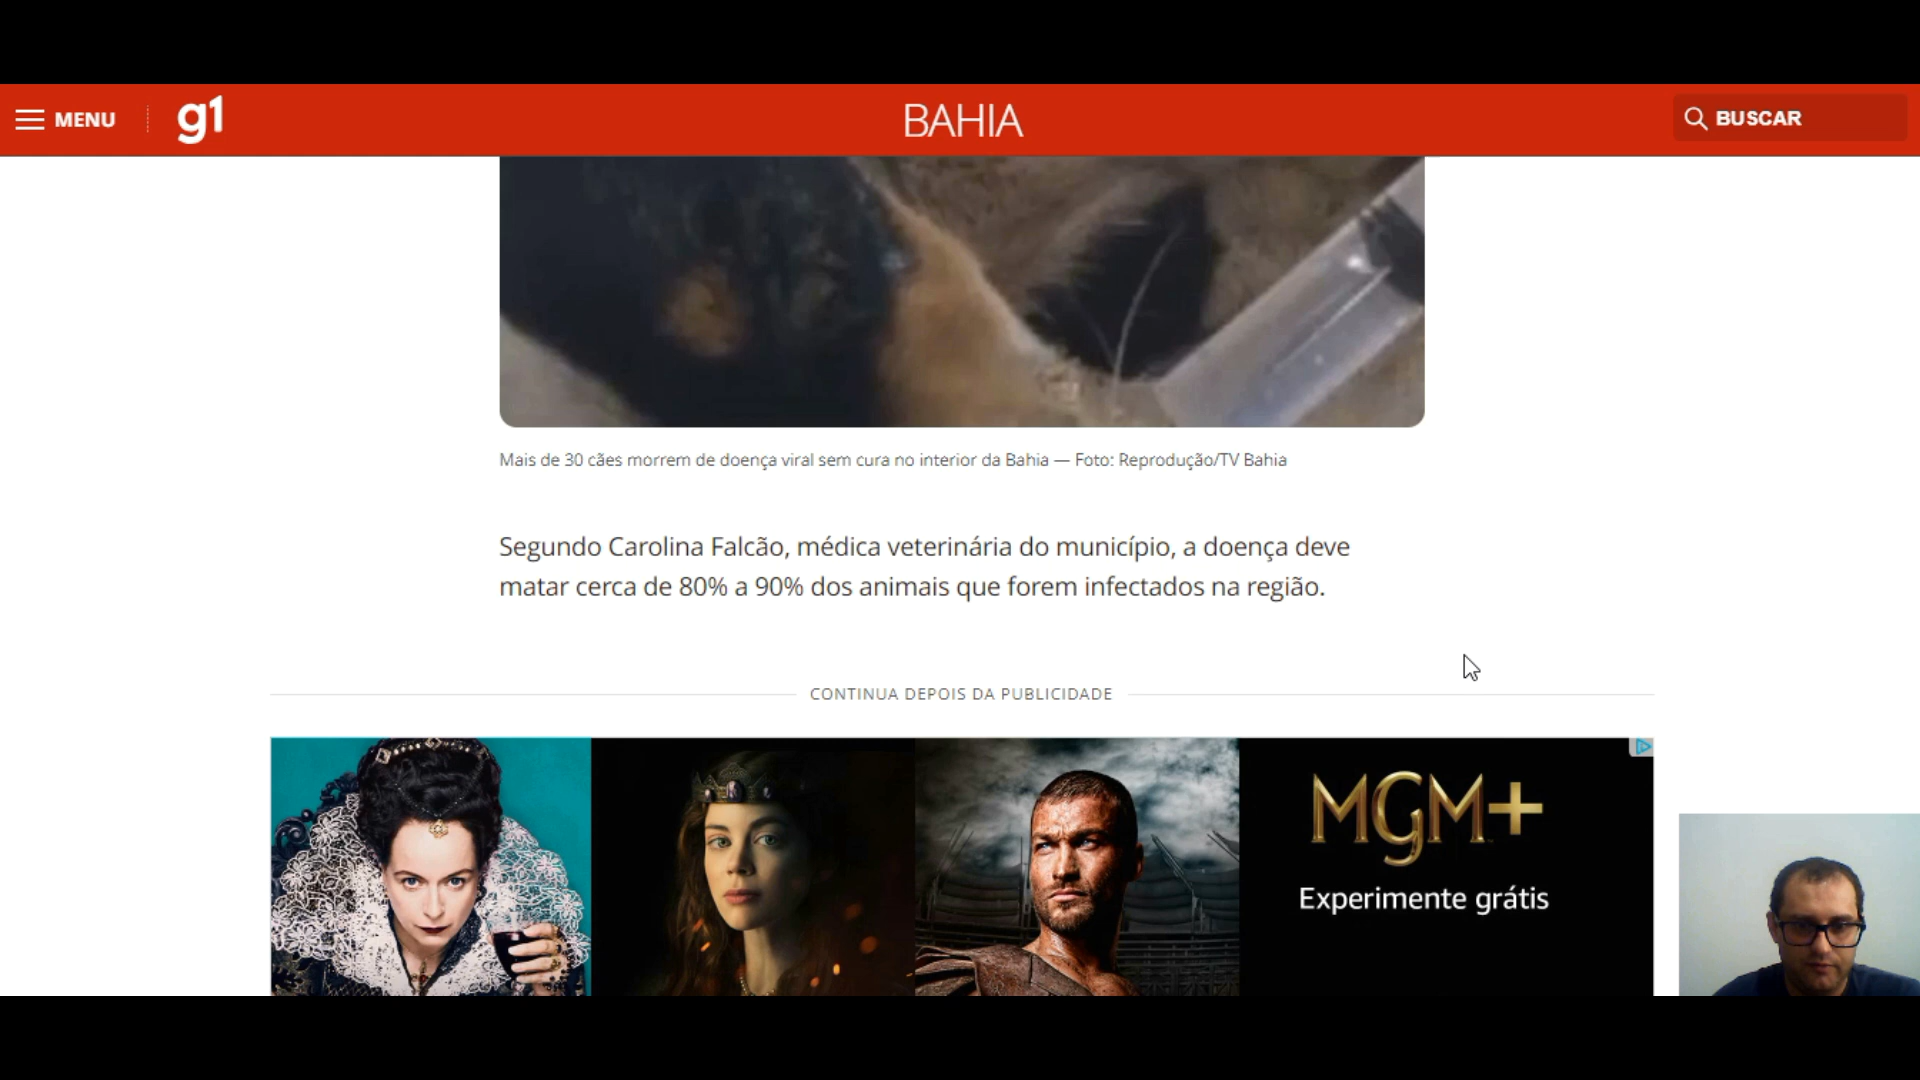 MENU
g1
BAHIA
BUSCAR
Mais de 30 cães morrem de doença viral sem cura no interior da Bahia — Foto: Reprodução/TV Bahia
Segundo Carolina Falcão, médica veterinária do município, a doença deve
matar cerca de 80% a 90% dos animais que forem infectados na região.
CONTINUA DEPOIS DA PUBLICIDADE
MGM+
Experimente grátis